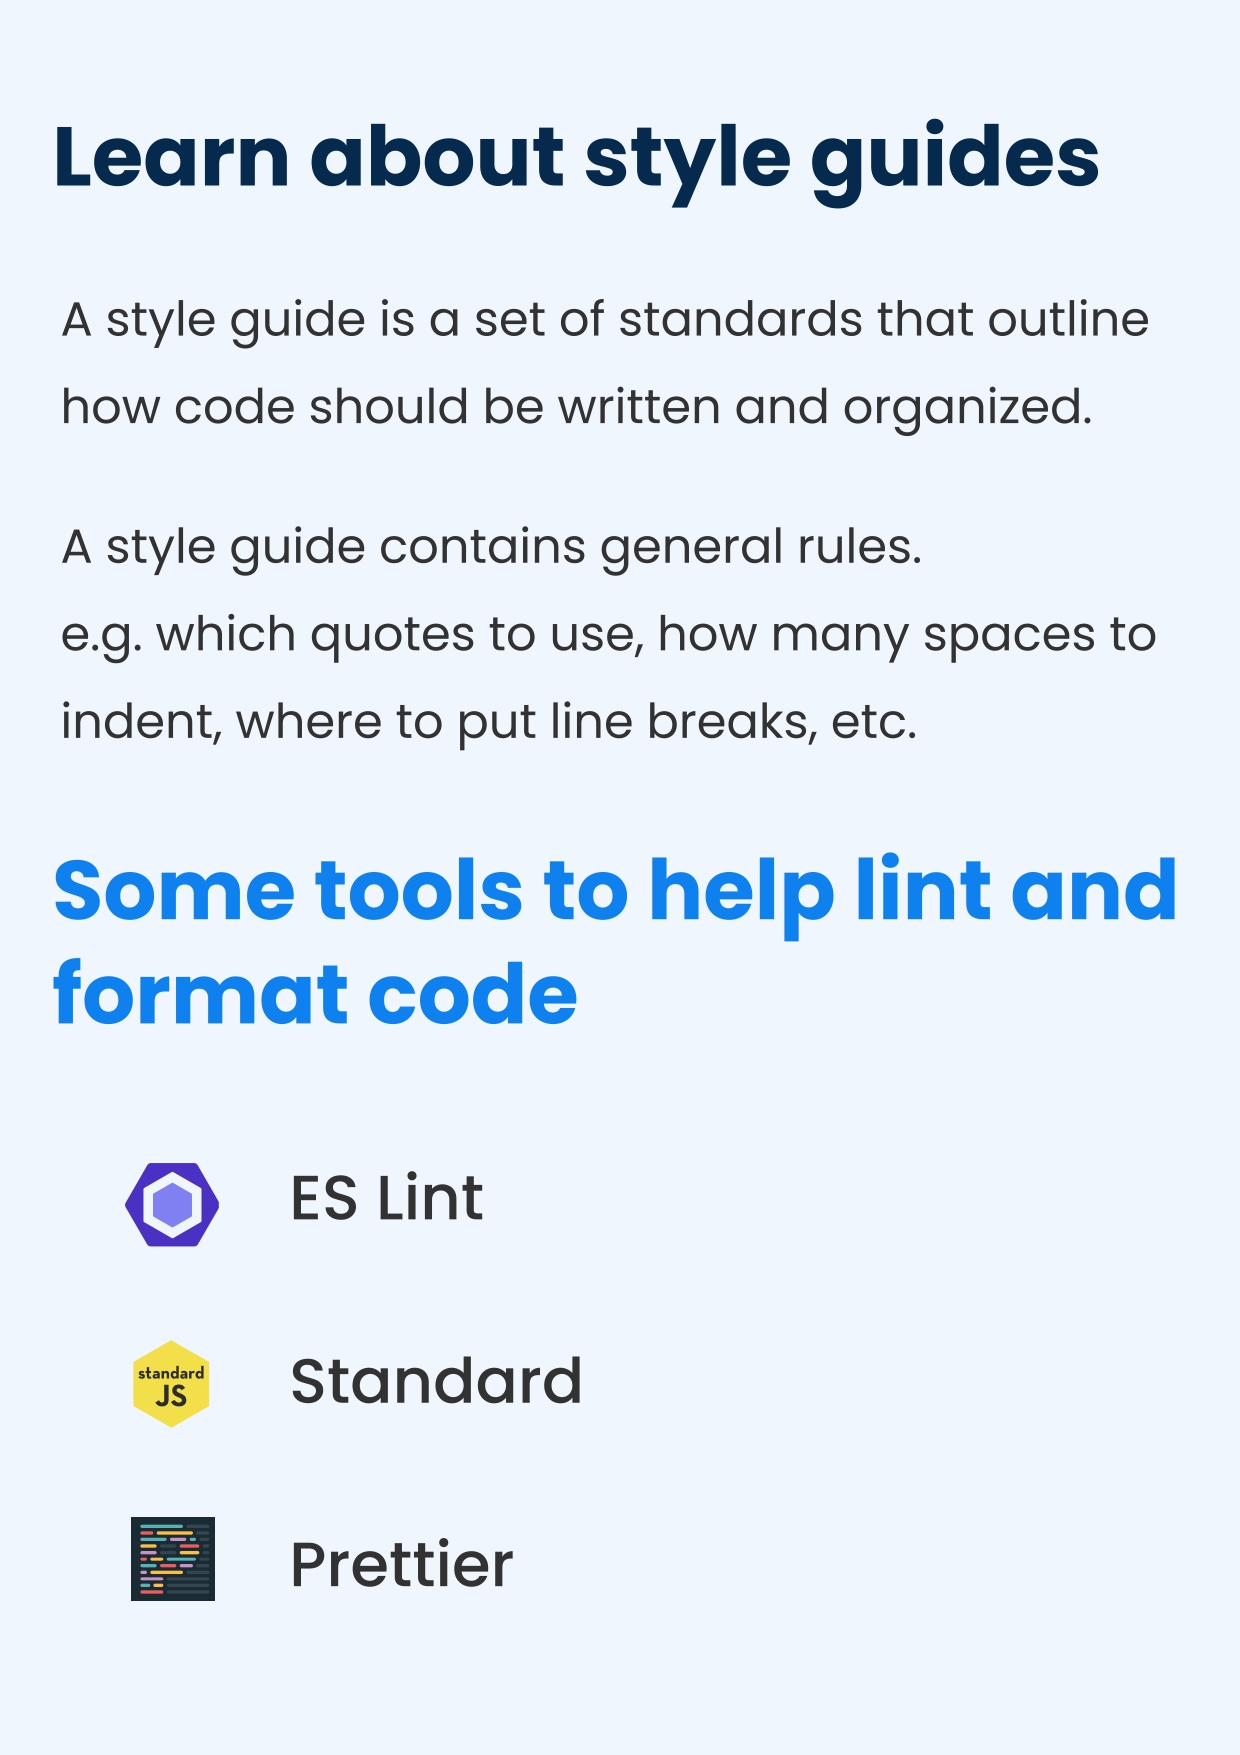 Learn about style guides
A style guide is a set of standards that outline
how code should be written and organized.
A style guide contains general rules.
e.g. which quotes to use, how many spaces to
indent, where to put line breaks, etc.
Some tools to help lint and
format code
ES Lint
standard
JS
Standard
Prettier